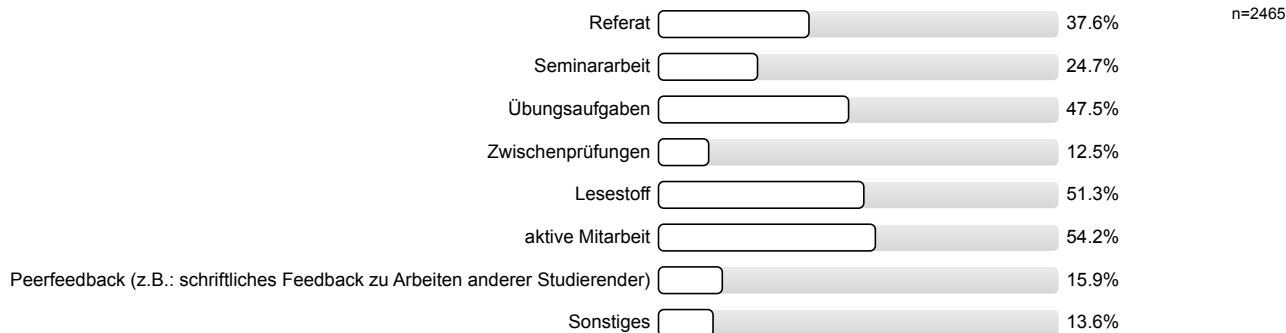 Referat 37.6% n=2465
Seminararbeit 24.7%
Übungsaufgaben 47.5%
Zwischenprüfungen 12.5%
Lesestoff 51.3%
aktive Mitarbeit 54.2%
Peerfeedback (z.B.: schriftliches Feedback zu Arbeiten anderer Studierender) 15.9%
Sonstiges 13.6%